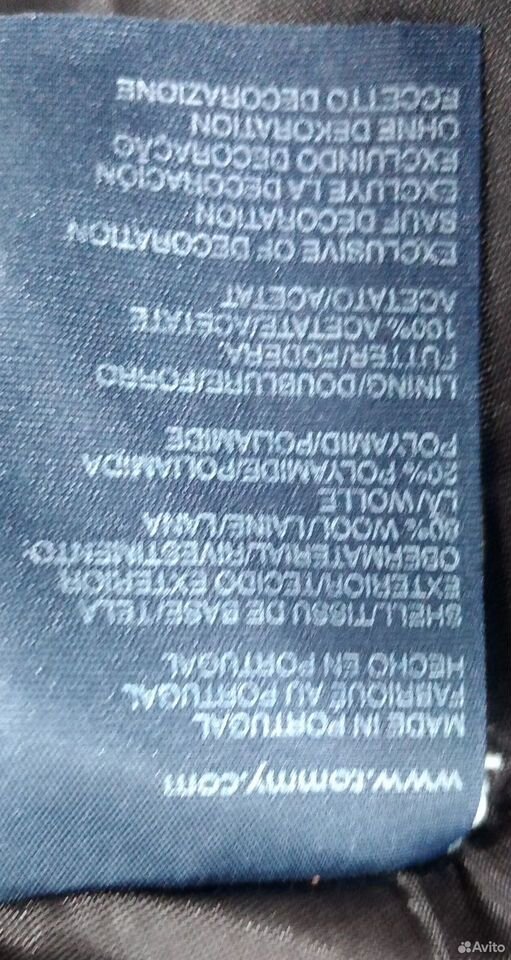 www.tommy.com
MADE IN PORTUGAL
FABRIQUÉ AU PORTUGAL
HECHO EN PORTUGAL
SHELL/TISSU DE BASE/TELA
EXTERIOR/TECIDO EXTERIOR
OBERMATERIAL/RIVESTIMENTO
80% WOOL/LAINE/LANA
LÃ/WOLLE
20% POLYAMIDE/POLIAMIDA
POLYAMID/POLIAMIDE
LINING/DOUBLURE/FORRO
FUTTER/FODERA
100% ACETATE/ACÉTATE
ACETATO/ACETAT
EXCLUSIVE OF DECORATION
SAUF DECORATION
EXCLUYE LA DECORACIÓN
EXCLUINDO DECORAÇÃO
OHNE DEKORATION
ECCETTO DECORAZIONE
Avito